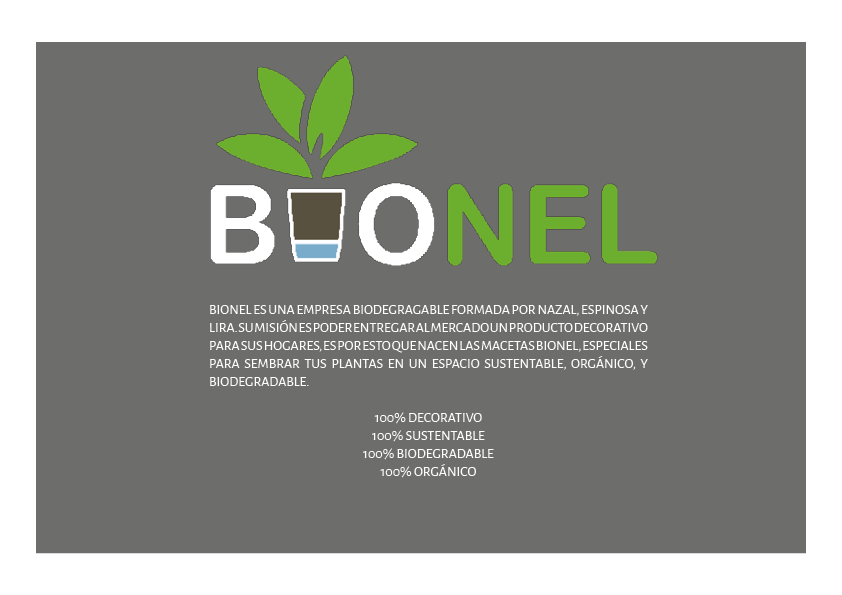 BIONEL
BIONEL ES UNA EMPRESA BIODEGRAGABLE FORMADA POR NAZAL, ESPINOSA Y
LIRA. SU MISIÓN ES PODER ENTREGAR AL MERCADO UN PRODUCTO DECORATIVO
PARA SUS HOGARES, ES POR ESTO QUE NACEN LAS MACETAS BIONEL, ESPECIALES
PARA SEMBRAR TUS PLANTAS EN UN ESPACIO SUSTENTABLE, ORGÁNICO, Y
BIODEGRADABLE.
100% DECORATIVO
100% SUSTENTABLE
100% BIODEGRADABLE
100% ORGÁNICO